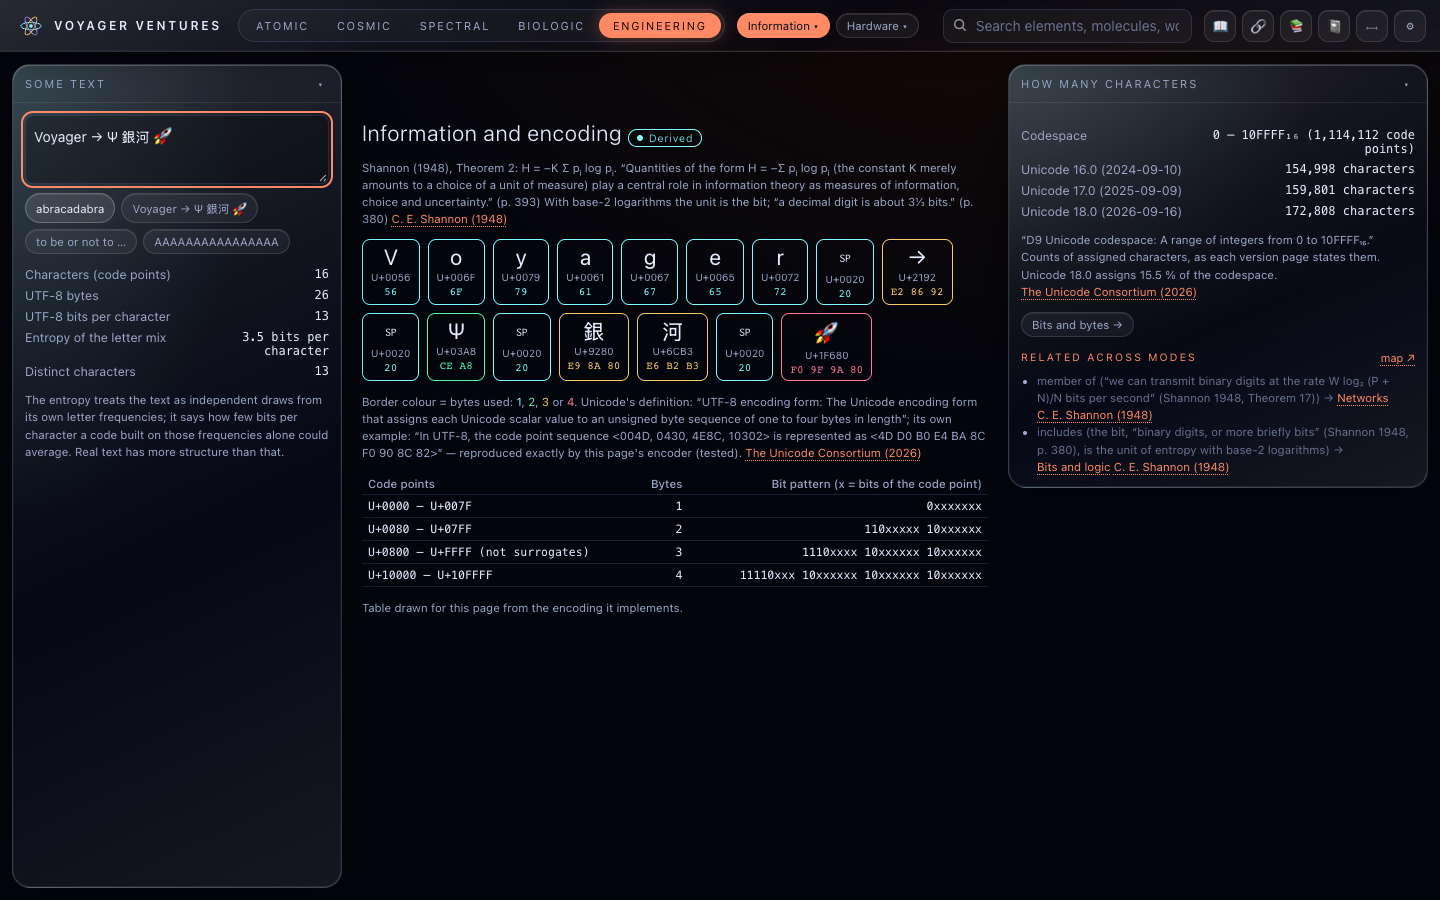 VOYAGER VENTURES
ATOMIC
COSMIC
SPECTRAL
BIOLOGIC
ENGINEERING
Information ▾
Hardware ▾
Search elements, molecules, wo
SOME TEXT
Voyager → Ψ 銀河 🚀
abracadabra
Voyager → Ψ 銀河 🚀
to be or not to …
AAAAAAAAAAAAAAAA
Characters (code points) 16
UTF-8 bytes 26
UTF-8 bits per character 13
Entropy of the letter mix 3.5 bits per
character
Distinct characters 13
The entropy treats the text as independent draws from
its own letter frequencies; it says how few bits per
character a code built on those frequencies alone could
average. Real text has more structure than that.
Information and encoding
Derived
Shannon (1948), Theorem 2: H = −K Σ pᵢ log pᵢ. “Quantities of the form H = −Σ pᵢ log pᵢ (the constant K merely
amounts to a choice of a unit of measure) play a central role in information theory as measures of information,
choice and uncertainty.” (p. 393) With base-2 logarithms the unit is the bit; “a decimal digit is about 3⅓ bits.” (p.
380) C. E. Shannon (1948)
V o y a g e r SP →
U+0056 U+006F U+0079 U+0061 U+0067 U+0065 U+0072 U+0020 U+2192
56 6F 79 61 67 65 72 20 E2 86 92
SP Ψ SP 銀 河 SP 🚀
U+0020 U+03A8 U+0020 U+9280 U+6CB3 U+0020 U+1F680
20 CE A8 20 E9 8A 80 E6 B2 B3 20 F0 9F 9A 80
Border colour = bytes used: 1, 2, 3 or 4. Unicode's definition: “UTF-8 encoding form: The Unicode encoding form
that assigns each Unicode scalar value to an unsigned byte sequence of one to four bytes in length”; its own
example: “In UTF-8, the code point sequence <004D, 0430, 4E8C, 10302> is represented as <4D D0 B0 E4 BA 8C
F0 90 8C 82>” — reproduced exactly by this page's encoder (tested). The Unicode Consortium (2026)
Code points Bytes Bit pattern (x = bits of the code point)
U+0000 – U+007F 1 0xxxxxxx
U+0080 – U+07FF 2 110xxxxx 10xxxxxx
U+0800 – U+FFFF (not surrogates) 3 1110xxxx 10xxxxxx 10xxxxxx
U+10000 – U+10FFFF 4 11110xxx 10xxxxxx 10xxxxxx 10xxxxxx
Table drawn for this page from the encoding it implements.
HOW MANY CHARACTERS
Codespace 0 – 10FFFF₁₆ (1,114,112 code
points)
Unicode 16.0 (2024-09-10) 154,998 characters
Unicode 17.0 (2025-09-09) 159,801 characters
Unicode 18.0 (2026-09-16) 172,808 characters
“D9 Unicode codespace: A range of integers from 0 to 10FFFF₁₆.”
Counts of assigned characters, as each version page states them.
Unicode 18.0 assigns 15.5 % of the codespace.
The Unicode Consortium (2026)
Bits and bytes →
RELATED ACROSS MODES
map ↗
• member of (“we can transmit binary digits at the rate W log₂ (P +
N)/N bits per second” (Shannon 1948, Theorem 17)) → Networks
C. E. Shannon (1948)
• includes (the bit, “binary digits, or more briefly bits” (Shannon 1948,
p. 380), is the unit of entropy with base-2 logarithms) →
Bits and logic C. E. Shannon (1948)